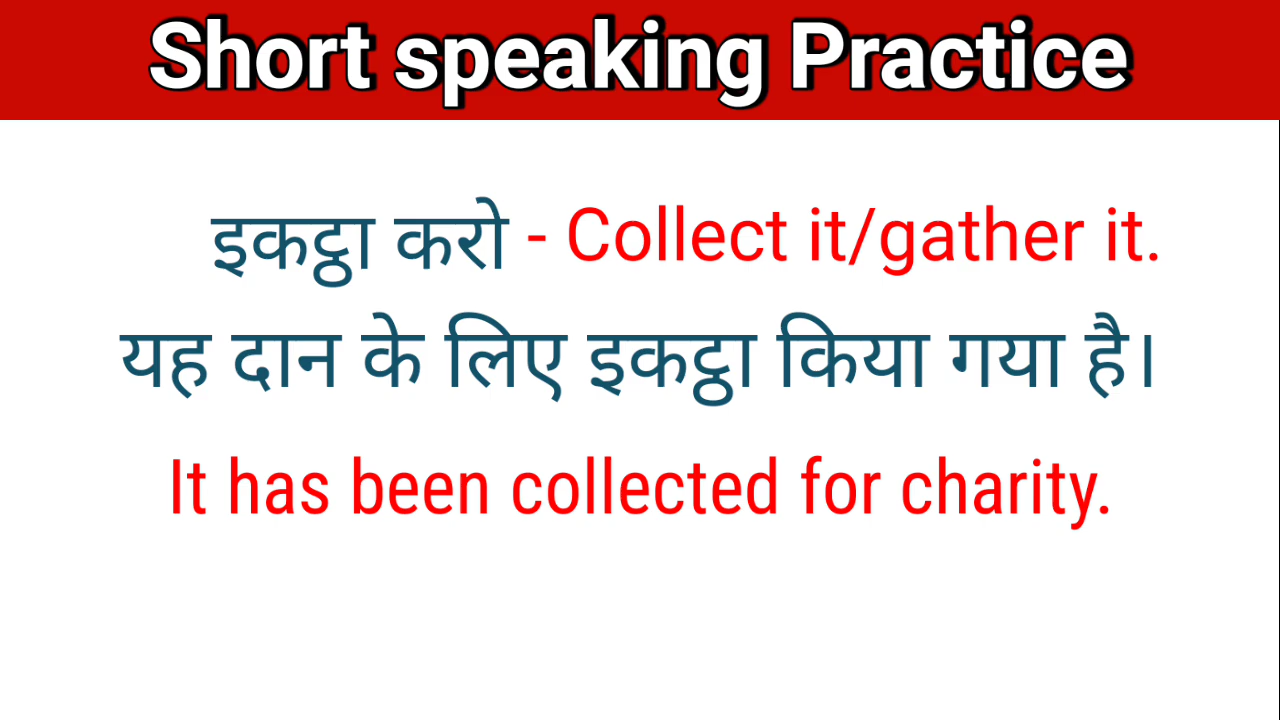 Short speaking Practice
इकट्ठा करो - Collect it/gather it.
यह दान के लिए इकट्ठा किया गया है।
It has been collected for charity.